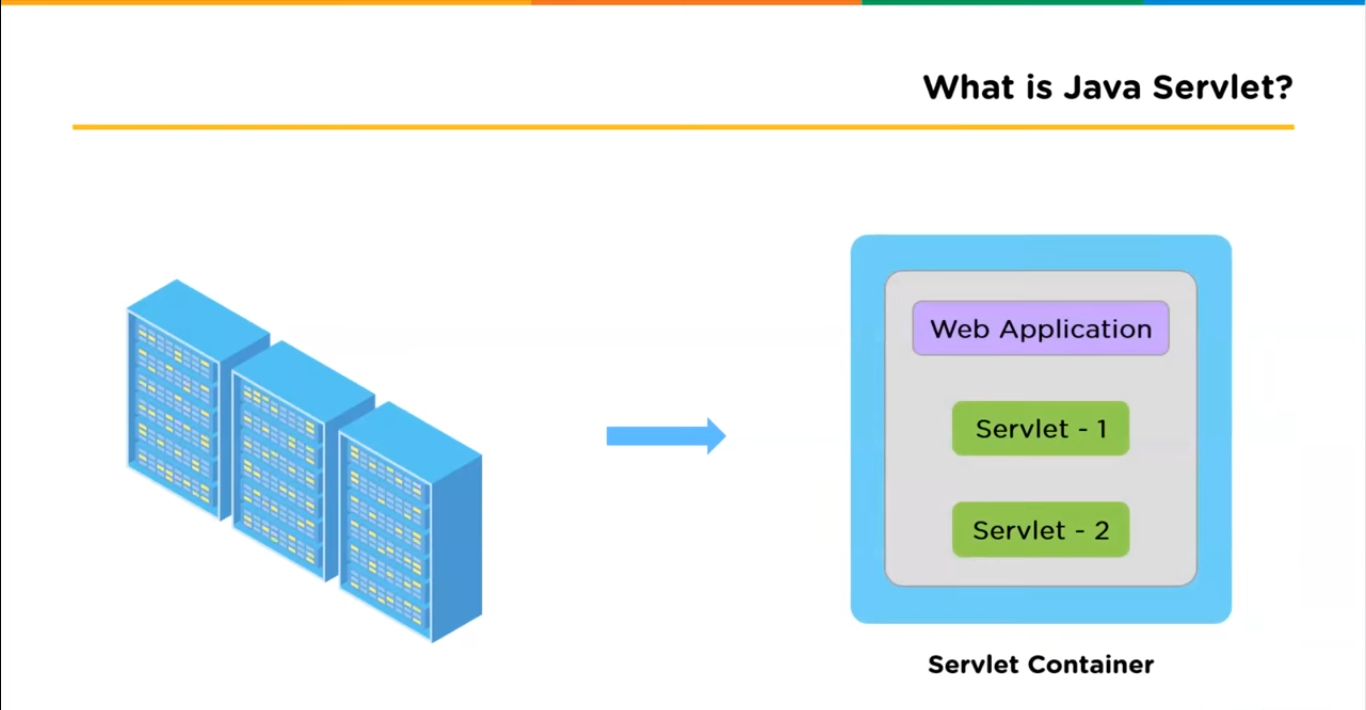 What is Java Servlet?
Web Application
Servlet - 1
Servlet - 2
Servlet Container